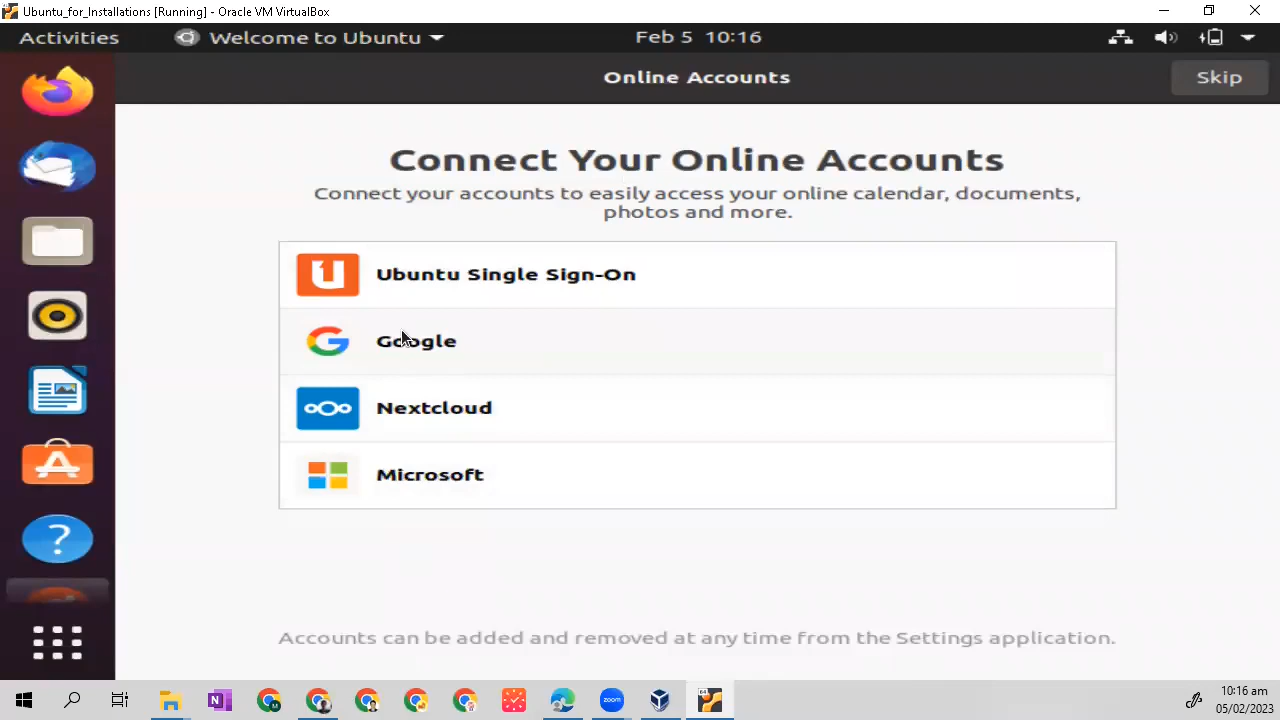 Ubuntu_for_Installations [Running] - Oracle VM VirtualBox
Activities Welcome to Ubuntu Feb 5 10:16
Online Accounts Skip
Connect Your Online Accounts
Connect your accounts to easily access your online calendar, documents,
photos and more.
Ubuntu Single Sign-On
Google
Nextcloud
Microsoft
Accounts can be added and removed at any time from the Settings application.
zoom
10:16 am
05/02/2023